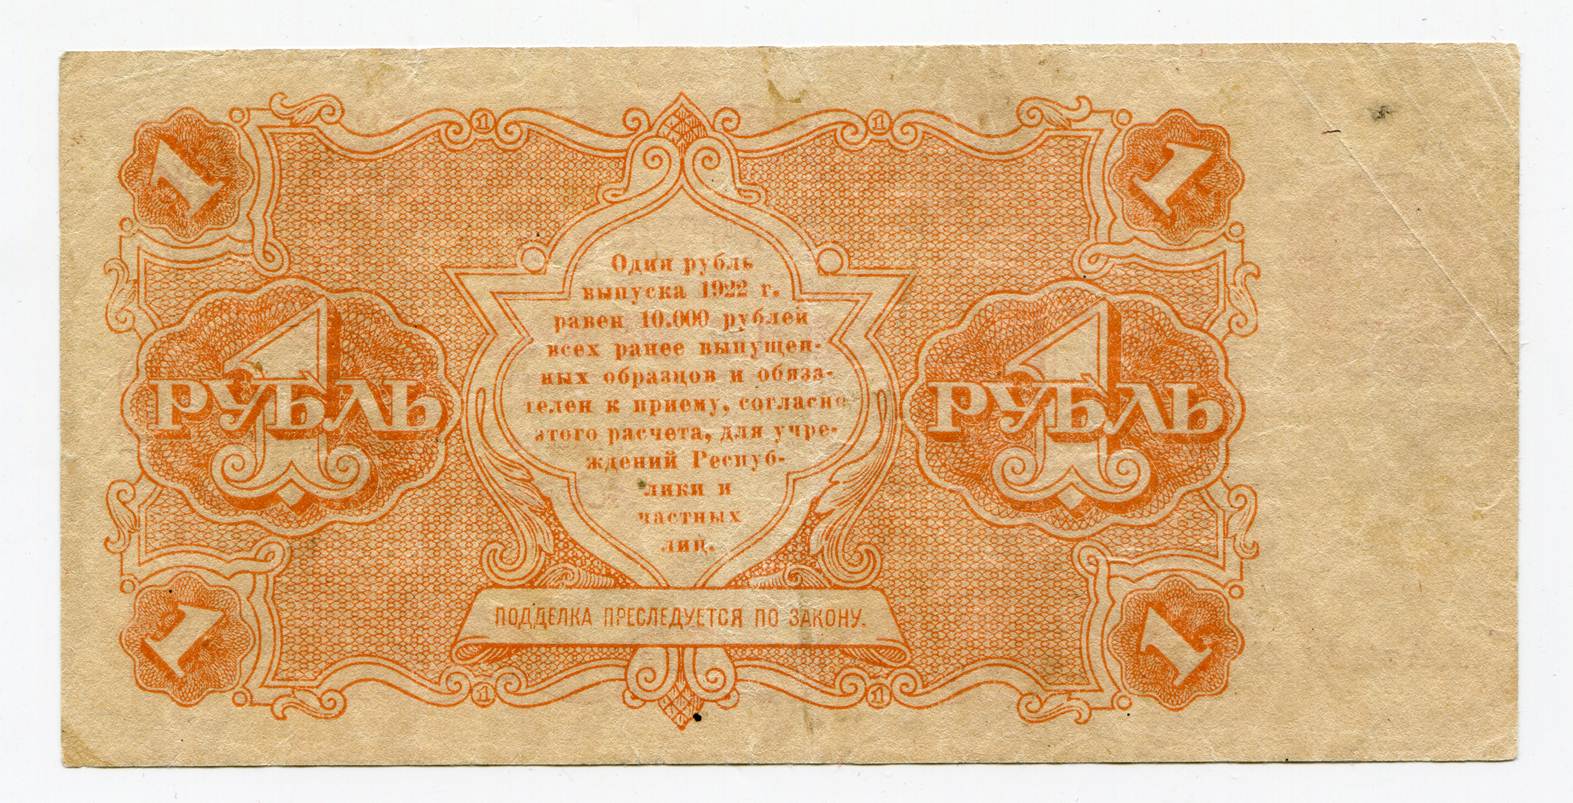 1 1
Один рубль
выпуска 1922 г.
равен 10.000 рублей
всех ранее выпущен-
ных образцов и обяза-
телен к приему, согласно
этого расчета, для учре-
ждений Респуб-
лики и
частных
лиц.
1 РУБЛЬ 1 РУБЛЬ
ПОДДЕЛКА ПРЕСЛЕДУЕТСЯ ПО ЗАКОНУ.
1 1